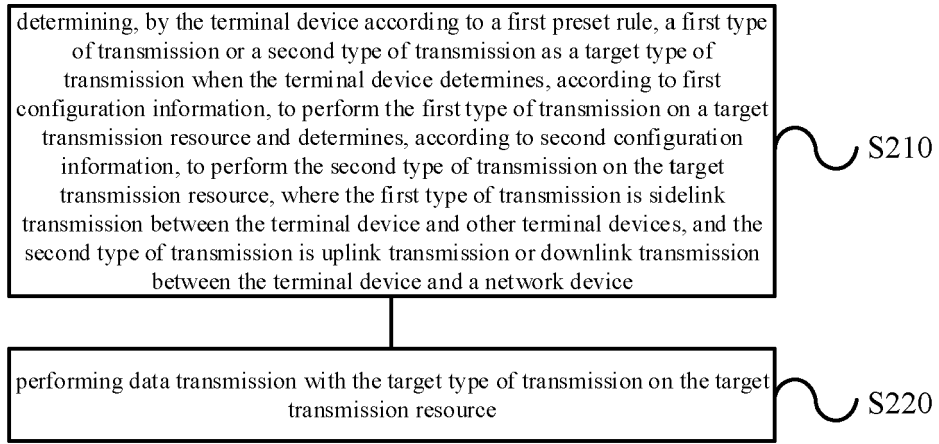 determining, by the terminal device according to a first preset rule, a first type
of transmission or a second type of transmission as a target type of
transmission when the terminal device determines, according to first
configuration information, to perform the first type of transmission on a target
transmission resource and determines, according to second configuration
information, to perform the second type of transmission on the target
transmission resource, where the first type of transmission is sidelink
transmission between the terminal device and other terminal devices, and the
second type of transmission is uplink transmission or downlink transmission
between the terminal device and a network device
S210
performing data transmission with the target type of transmission on the target
transmission resource
S220